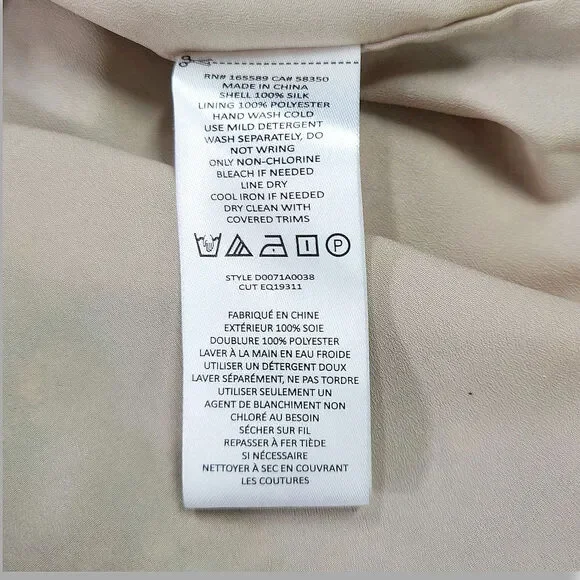 RN# 165589 CA# 58350
MADE IN CHINA
SHELL 100% SILK
LINING 100% POLYESTER
HAND WASH COLD
USE MILD DETERGENT
WASH SEPARATELY, DO
NOT WRING
ONLY NON-CHLORINE
BLEACH IF NEEDED
LINE DRY
COOL IRON IF NEEDED
DRY CLEAN WITH
COVERED TRIMS
P
STYLE D0071A0038
CUT EQ19311
FABRIQUÉ EN CHINE
EXTÉRIEUR 100% SOIE
DOUBLURE 100% POLYESTER
LAVER À LA MAIN EN EAU FROIDE
UTILISER UN DÉTERGENT DOUX
LAVER SÉPARÉMENT, NE PAS TORDRE
UTILISER SEULEMENT UN
AGENT DE BLANCHIMENT NON
CHLORÉ AU BESOIN
SÉCHER SUR FIL
REPASSER À FER TIÈDE
SI NÉCESSAIRE
NETTOYER À SEC EN COUVRANT
LES COUTURES